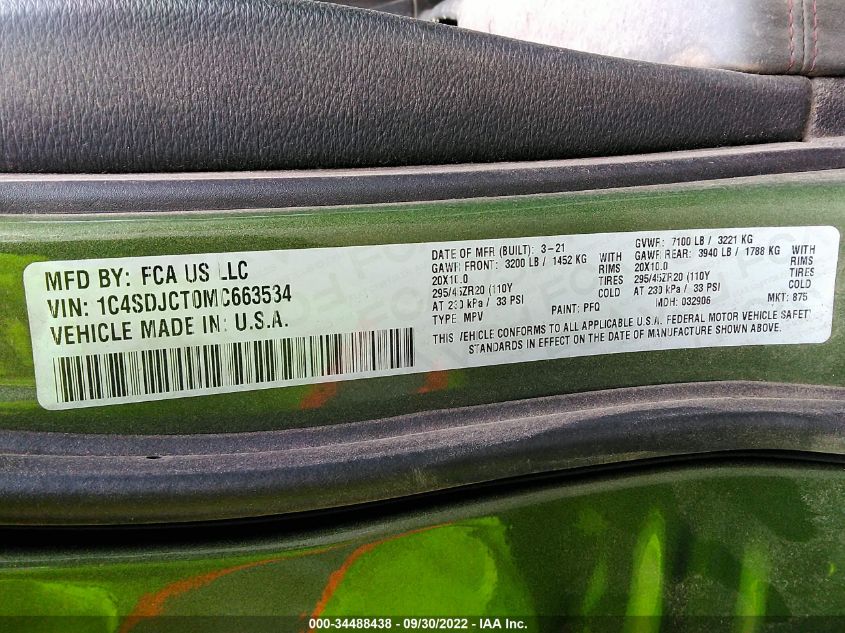 MFD BY: FCA US LLC
VIN: 1C4SDJCT0MC663534
VEHICLE MADE IN: U.S.A.
DATE OF MFR (BUILT): 3-21 GVWR: 7100 LB / 3221 KG
GAWR FRONT: 3200 LB / 1452 KG WITH GAWR REAR: 3940 LB / 1788 KG WITH
20X10.0 RIMS 20X10.0 RIMS
295/45ZR20 (110Y TIRES 295/45ZR20 (110Y TIRES
AT 230 kPa / 33 PSI COLD AT 230 kPa / 33 PSI COLD
TYPE: MPV PAINT: PFQ MDH: 032906 MKT: 875
THIS VEHICLE CONFORMS TO ALL APPLICABLE U.S.A. FEDERAL MOTOR VEHICLE SAFETY
STANDARDS IN EFFECT ON THE DATE OF MANUFACTURE SHOWN ABOVE.
000-34488438 - 09/30/2022 - IAA Inc.